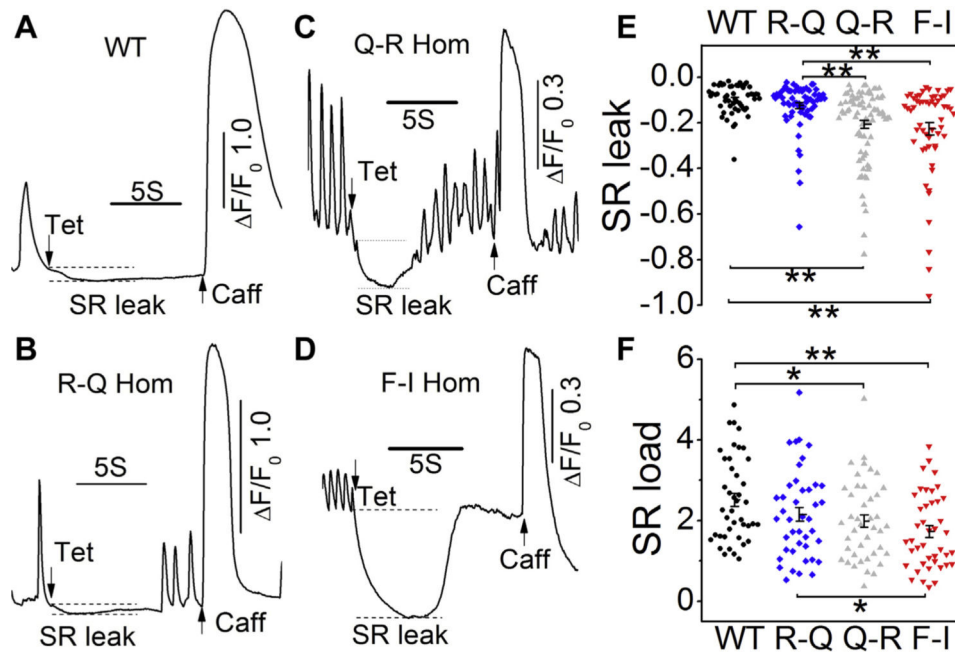 A
WT
ΔF/F0 1.0
5S
Tet
SR leak
Caff
B
R-Q Hom
ΔF/F0 1.0
5S
Tet
SR leak
Caff
C
Q-R Hom
5S
ΔF/F0 0.3
Tet
SR leak
Caff
D
F-I Hom
5S
ΔF/F0 0.3
Tet
Caff
SR leak
E
WT R-Q Q-R F-I
**
**
0.0
-0.2
-0.4
-0.6
-0.8
-1.0
SR leak
**
**
F
6
4
2
0
SR load
**
*
*
WT R-Q Q-R F-I